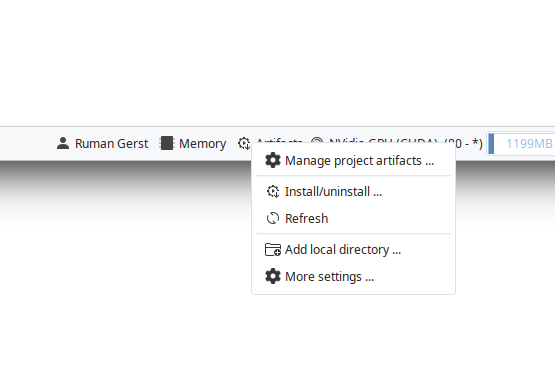 Ruman Gerst Memory Artifacts Nvidia GPU (CUDA) (80 - *) 1199MB
Manage project artifacts ...
Install/uninstall ...
Refresh
Add local directory ...
More settings ...